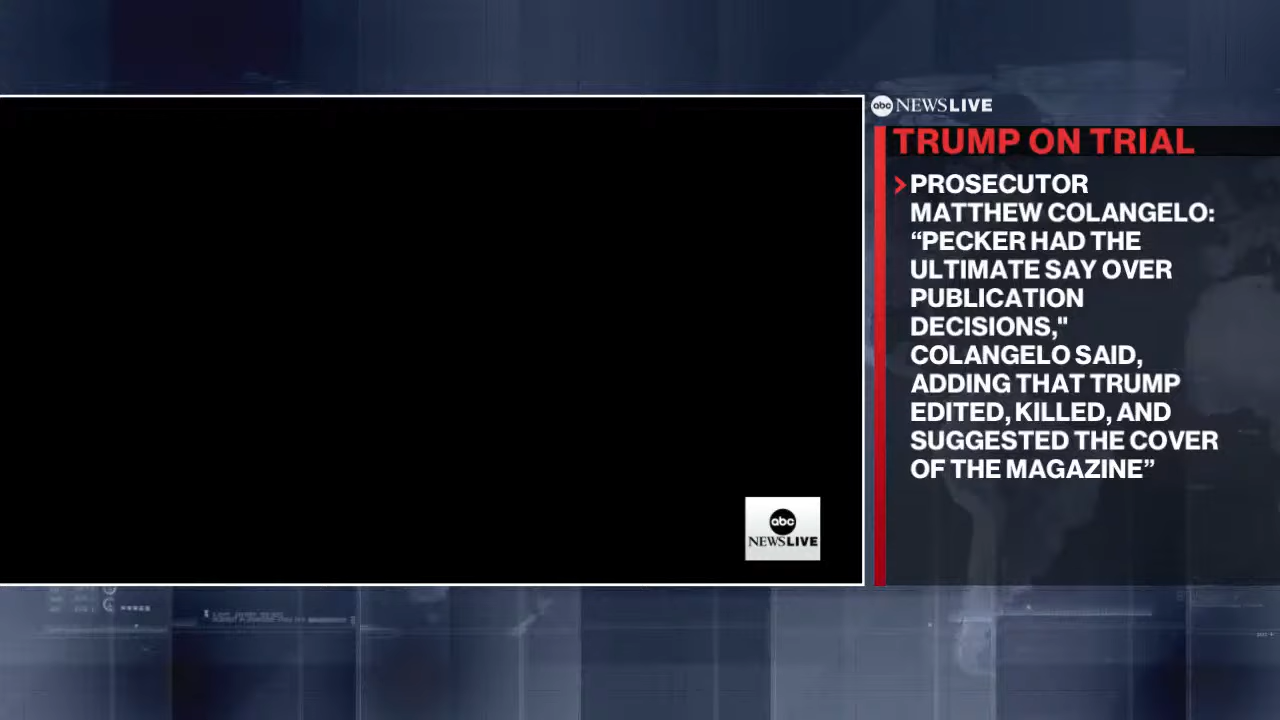 abc NEWS LIVE
TRUMP ON TRIAL
PROSECUTOR
MATTHEW COLANGELO:
“PECKER HAD THE
ULTIMATE SAY OVER
PUBLICATION
DECISIONS,"
COLANGELO SAID,
ADDING THAT TRUMP
EDITED, KILLED, AND
SUGGESTED THE COVER
OF THE MAGAZINE”
abc
NEWS LIVE